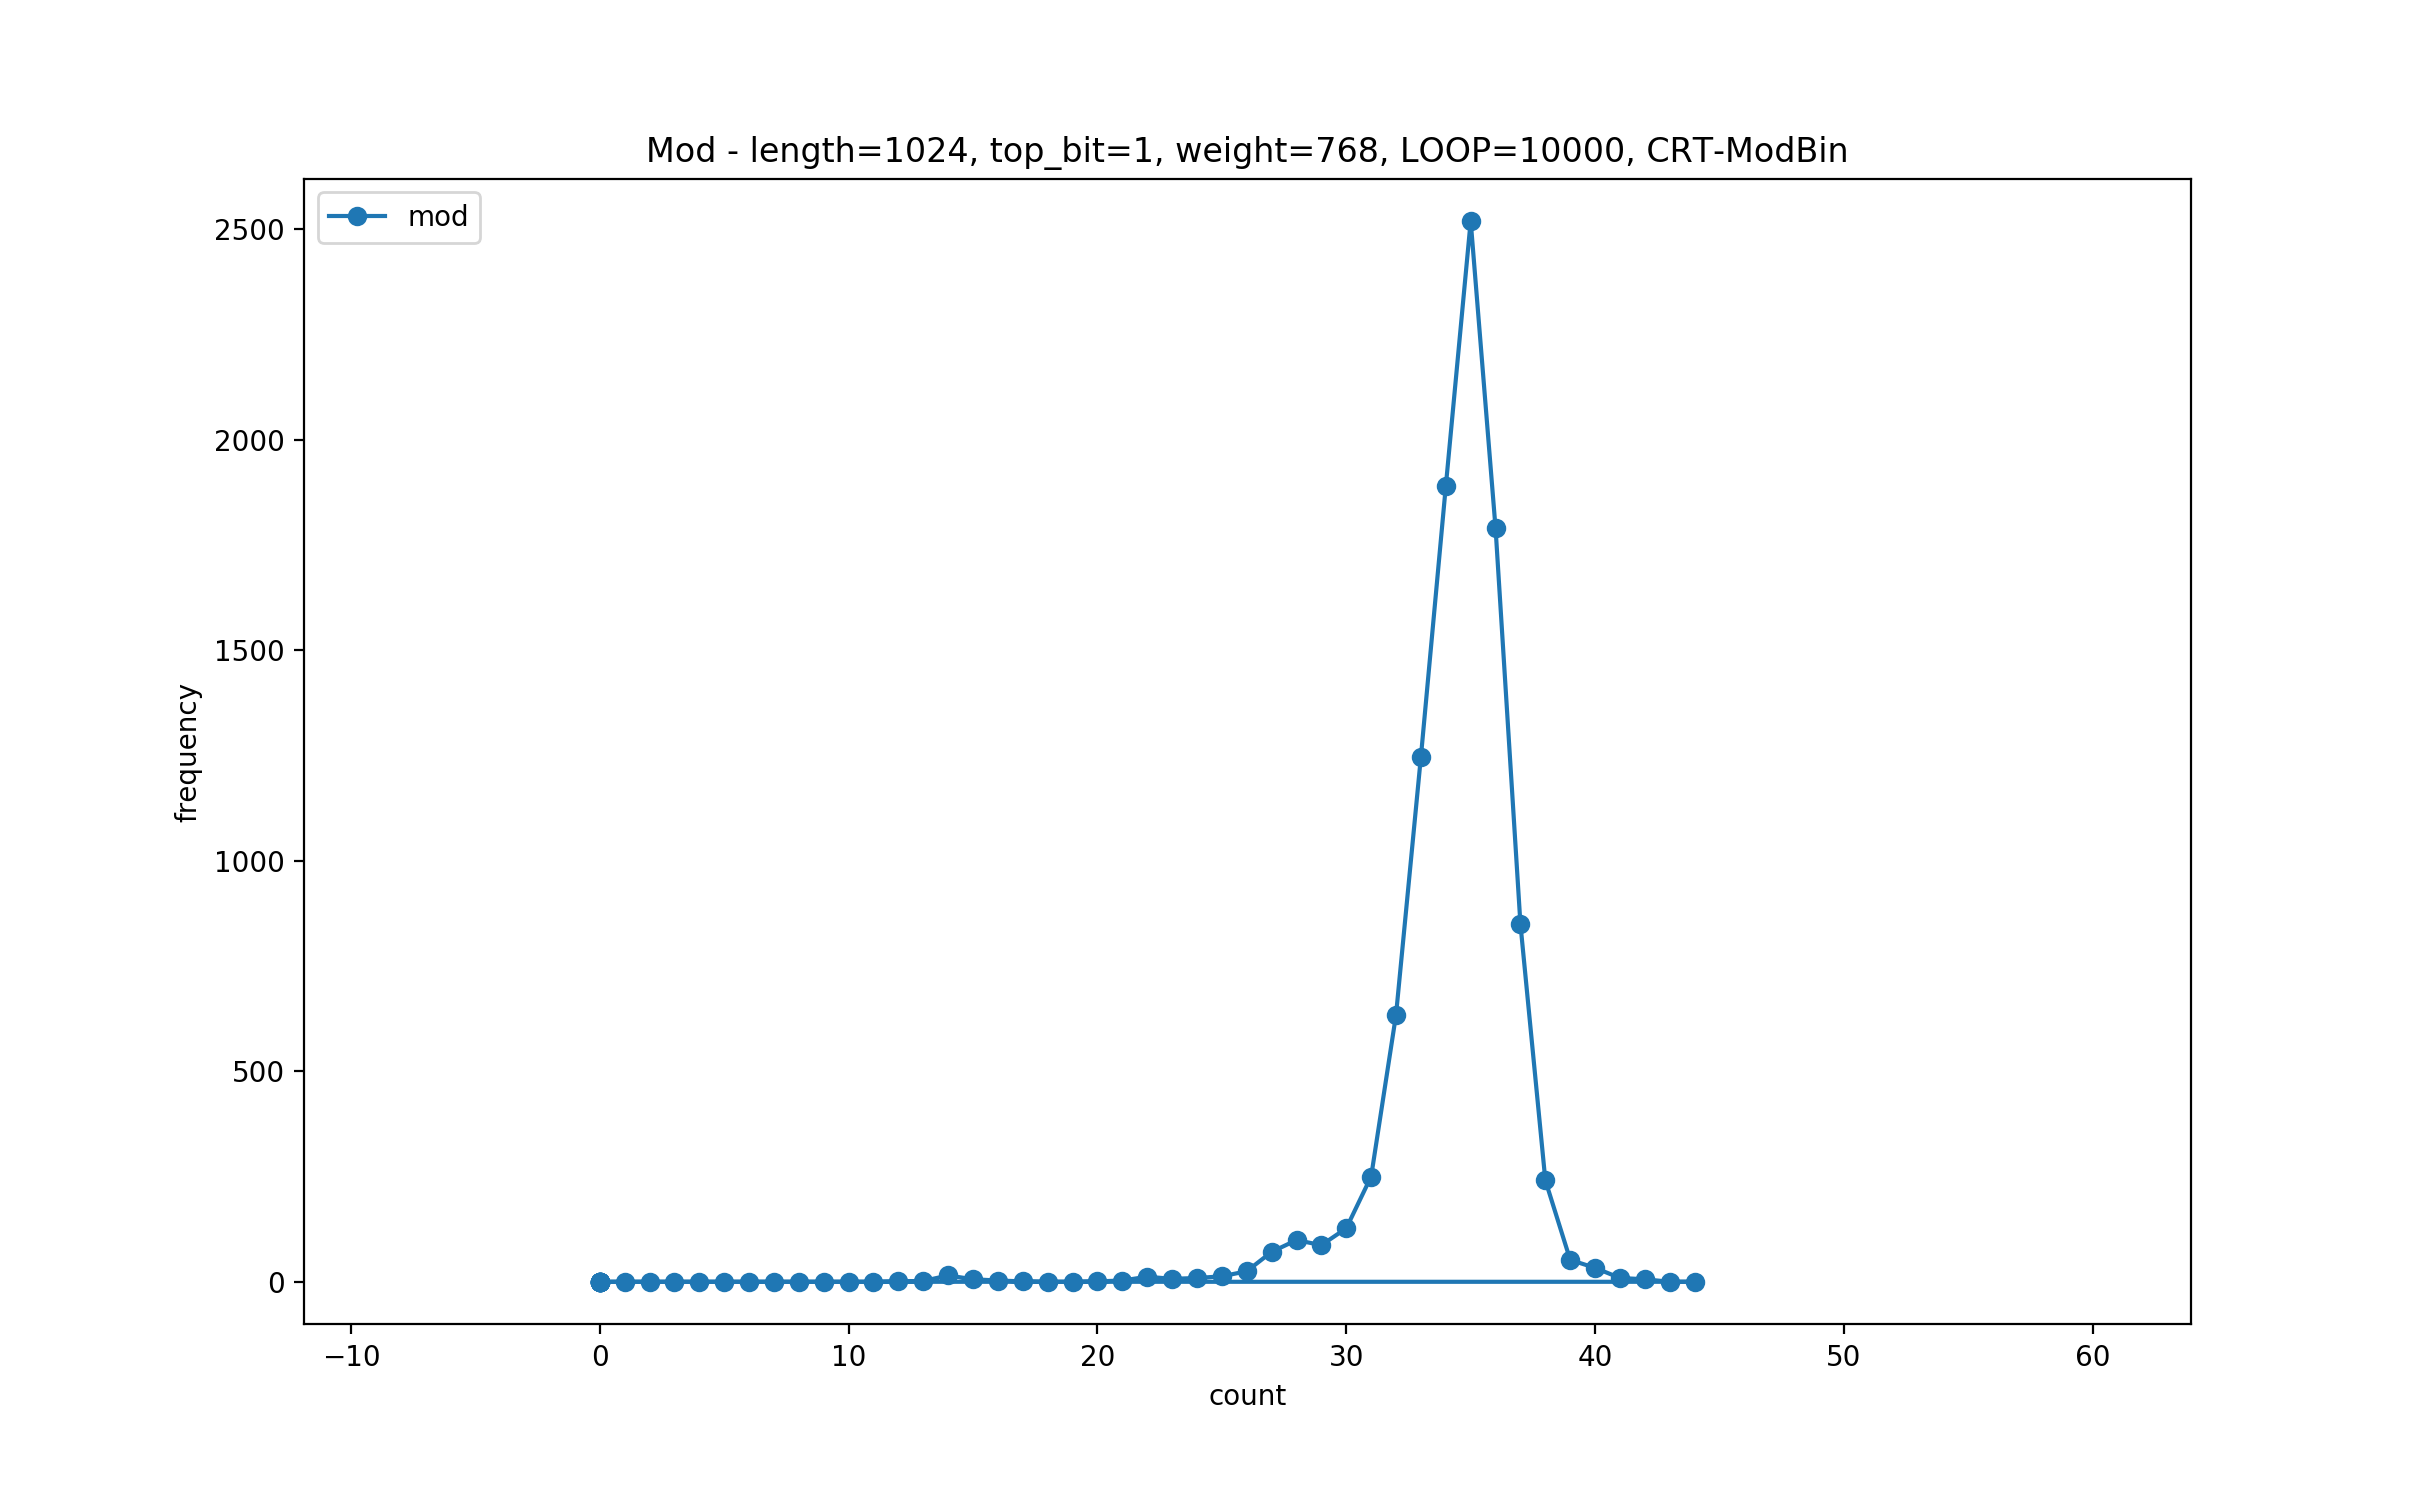 Mod - length=1024, top_bit=1, weight=768, LOOP=10000, CRT-ModBin
mod
2500
2000
1500
1000
500
0
frequency
−10 0 10 20 30 40 50 60
count